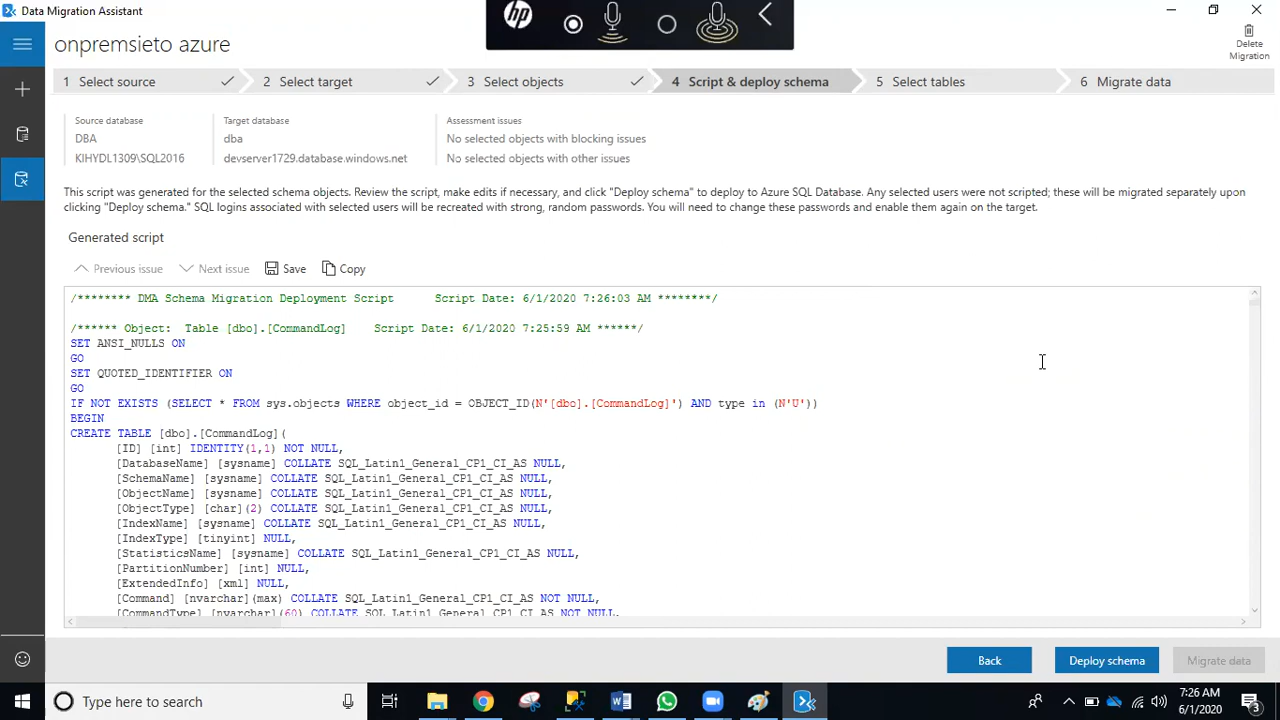 Data Migration Assistant
hp
onpremsieto azure
Delete
Migration
1 Select source
2 Select target
3 Select objects
4 Script & deploy schema
5 Select tables
6 Migrate data
Source database
DBA
KIHYDL1309\SQL2016
Target database
dba
devserver1729.database.windows.net
Assessment issues
No selected objects with blocking issues
No selected objects with other issues
This script was generated for the selected schema objects. Review the script, make edits if necessary, and click "Deploy schema" to deploy to Azure SQL Database. Any selected users were not scripted; these will be migrated separately upon
clicking "Deploy schema." SQL logins associated with selected users will be recreated with strong, random passwords. You will need to change these passwords and enable them again on the target.
Generated script
Previous issue
Next issue
Save
Copy
/******** DMA Schema Migration Deployment Script      Script Date: 6/1/2020 7:26:03 AM ********/
/****** Object:  Table [dbo].[CommandLog]    Script Date: 6/1/2020 7:25:59 AM ******/
SET ANSI_NULLS ON
GO
SET QUOTED_IDENTIFIER ON
GO
IF NOT EXISTS (SELECT * FROM sys.objects WHERE object_id = OBJECT_ID(N'[dbo].[CommandLog]') AND type in (N'U'))
BEGIN
CREATE TABLE [dbo].[CommandLog](
[ID] [int] IDENTITY(1,1) NOT NULL,
[DatabaseName] [sysname] COLLATE SQL_Latin1_General_CP1_CI_AS NULL,
[SchemaName] [sysname] COLLATE SQL_Latin1_General_CP1_CI_AS NULL,
[ObjectName] [sysname] COLLATE SQL_Latin1_General_CP1_CI_AS NULL,
[ObjectType] [char](2) COLLATE SQL_Latin1_General_CP1_CI_AS NULL,
[IndexName] [sysname] COLLATE SQL_Latin1_General_CP1_CI_AS NULL,
[IndexType] [tinyint] NULL,
[StatisticsName] [sysname] COLLATE SQL_Latin1_General_CP1_CI_AS NULL,
[PartitionNumber] [int] NULL,
[ExtendedInfo] [xml] NULL,
[Command] [nvarchar](max) COLLATE SQL_Latin1_General_CP1_CI_AS NOT NULL,
[CommandType] [nvarchar](60) COLLATE SQL_Latin1_General_CP1_CI_AS NOT NULL,
Back
Deploy schema
Migrate data
Type here to search
7:26 AM
6/1/2020
3